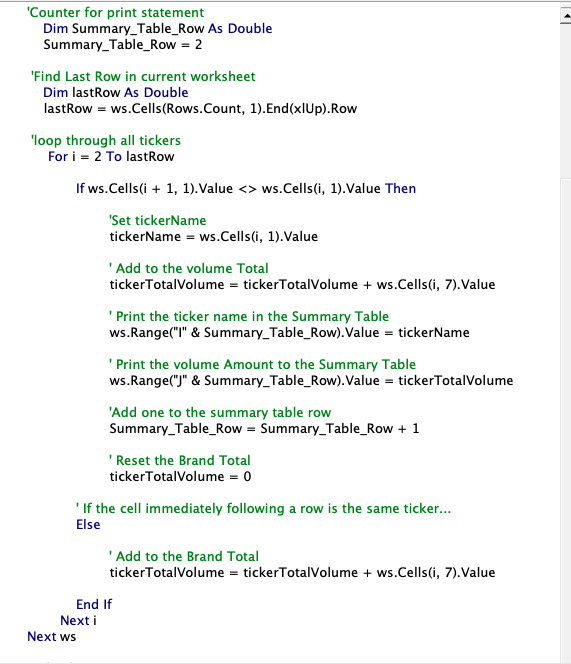 'Counter for print statement
Dim Summary_Table_Row As Double
Summary_Table_Row = 2
'Find Last Row in current worksheet
Dim lastRow As Double
lastRow = ws.Cells(Rows.Count, 1).End(xlUp).Row
'loop through all tickers
For i = 2 To lastRow
If ws.Cells(i + 1, 1).Value <> ws.Cells(i, 1).Value Then
'Set tickerName
tickerName = ws.Cells(i, 1).Value
' Add to the volume Total
tickerTotalVolume = tickerTotalVolume + ws.Cells(i, 7).Value
' Print the ticker name in the Summary Table
ws.Range("I" & Summary_Table_Row).Value = tickerName
' Print the volume Amount to the Summary Table
ws.Range("J" & Summary_Table_Row).Value = tickerTotalVolume
'Add one to the summary table row
Summary_Table_Row = Summary_Table_Row + 1
' Reset the Brand Total
tickerTotalVolume = 0
' If the cell immediately following a row is the same ticker...
Else
' Add to the Brand Total
tickerTotalVolume = tickerTotalVolume + ws.Cells(i, 7).Value
End If
Next i
Next ws